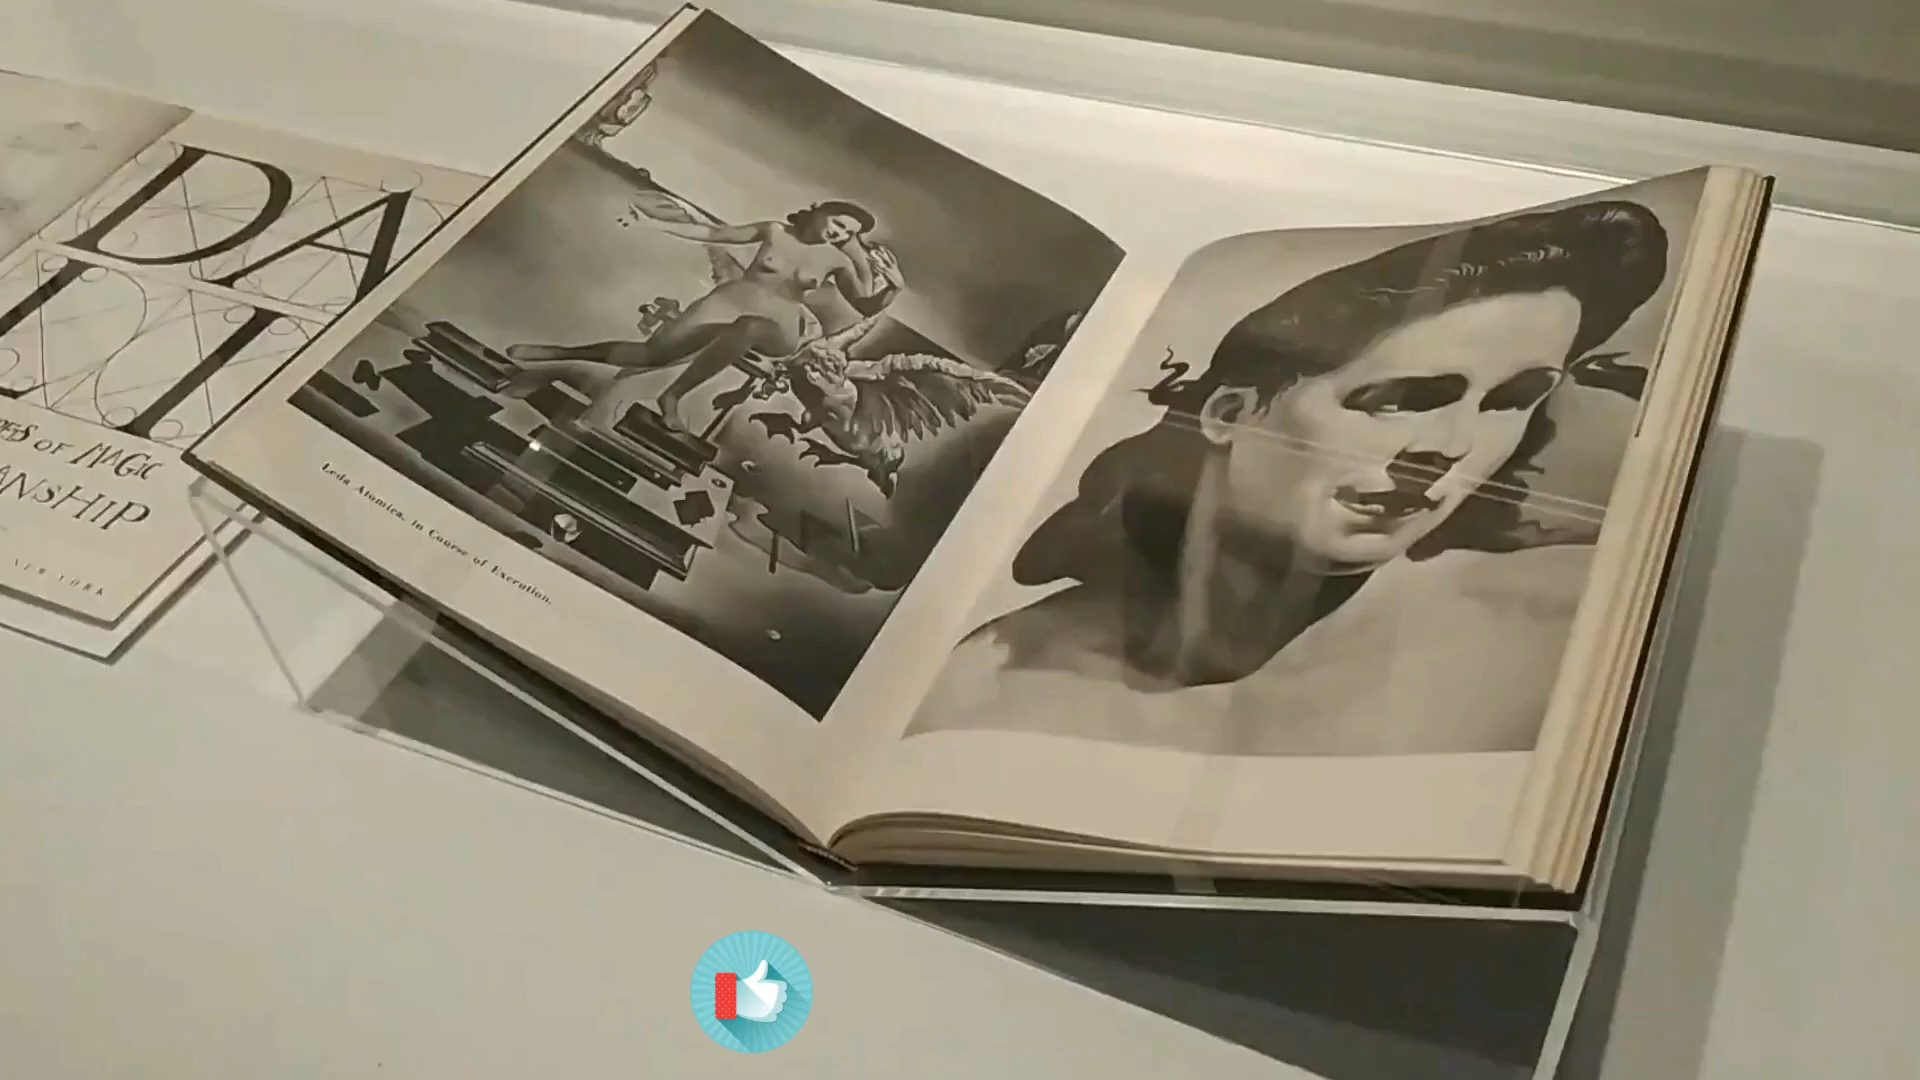 DA
LI
OF MAGIC
ANSHIP
NEW YORK
Leda Atomica, in Course of Execution.